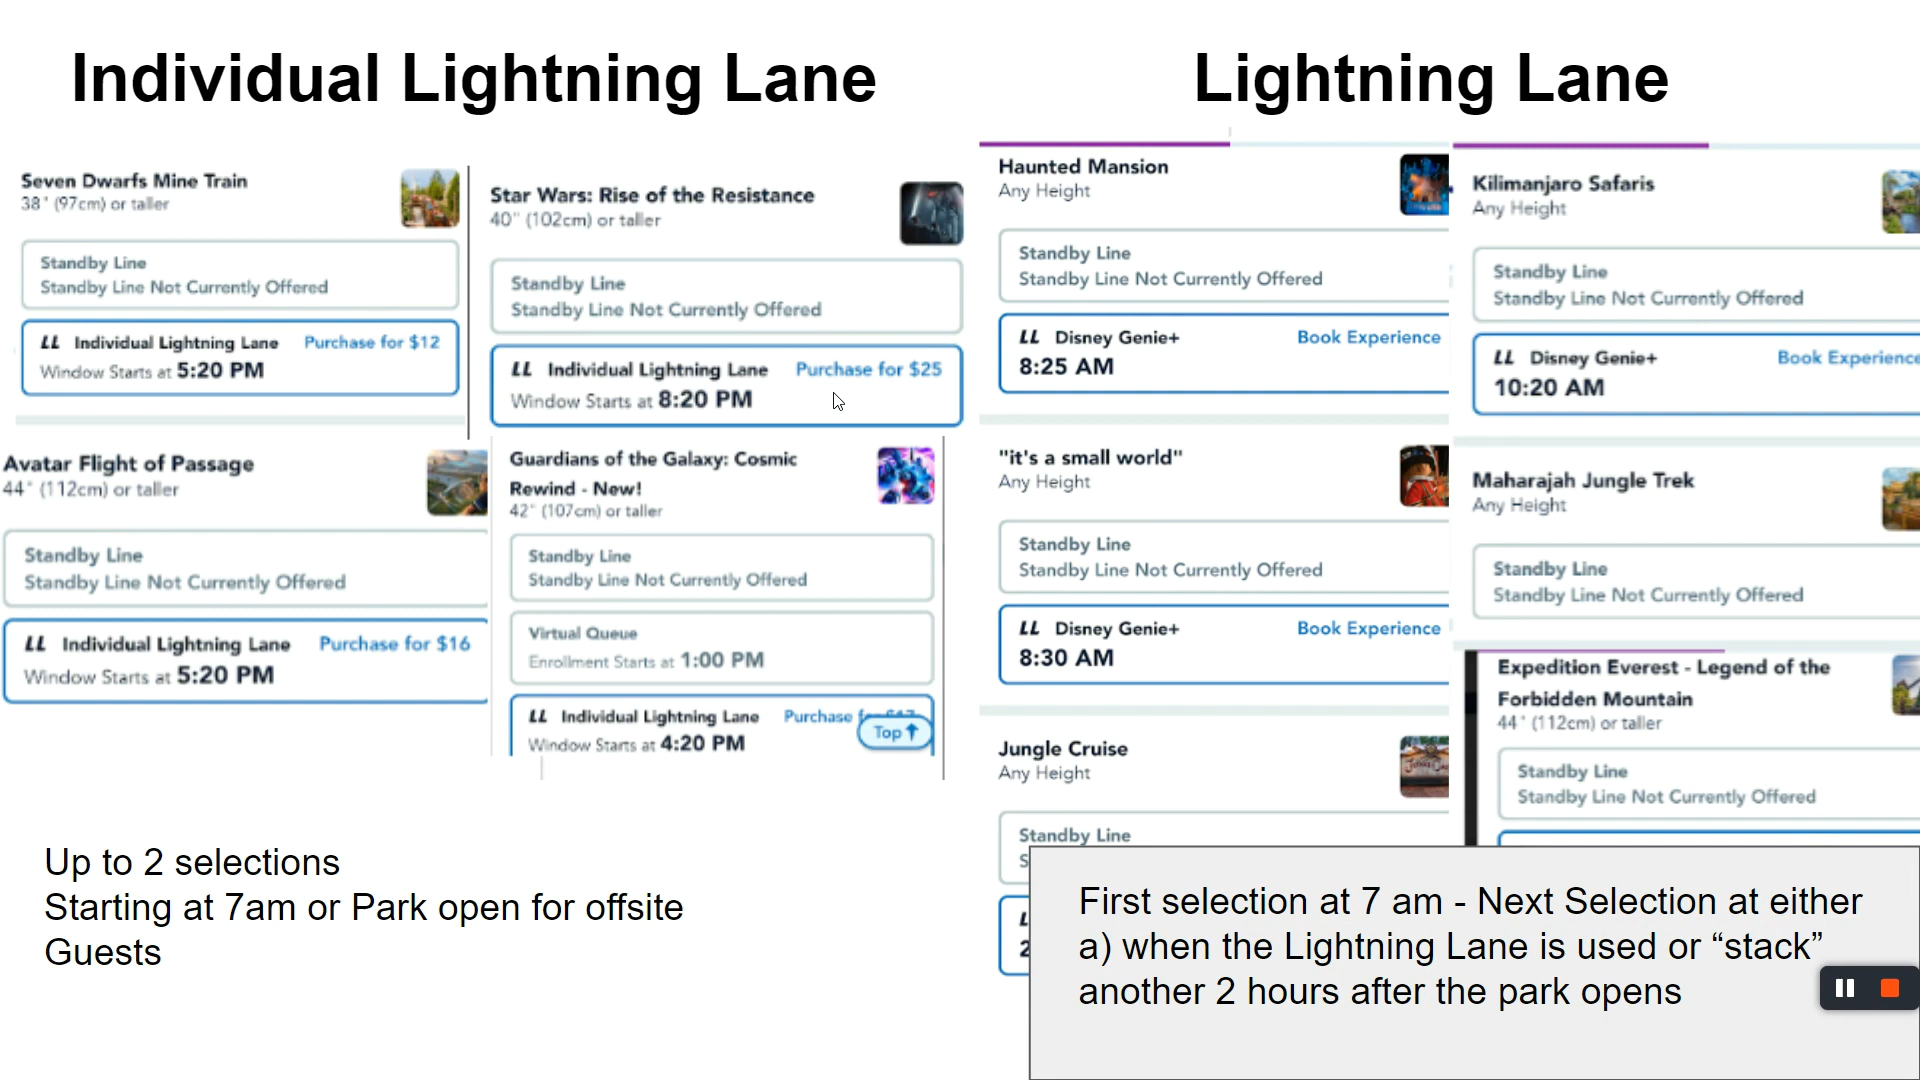 Individual Lightning Lane
Seven Dwarfs Mine Train
38" (97cm) or taller
Standby Line
Standby Line Not Currently Offered
LL Individual Lightning Lane Purchase for $12
Window Starts at 5:20 PM
Star Wars: Rise of the Resistance
40" (102cm) or taller
Standby Line
Standby Line Not Currently Offered
LL Individual Lightning Lane Purchase for $25
Window Starts at 8:20 PM
Avatar Flight of Passage
44" (112cm) or taller
Standby Line
Standby Line Not Currently Offered
LL Individual Lightning Lane Purchase for $16
Window Starts at 5:20 PM
Guardians of the Galaxy: Cosmic
Rewind - New!
42" (107cm) or taller
Standby Line
Standby Line Not Currently Offered
Virtual Queue
Enrollment Starts at 1:00 PM
LL Individual Lightning Lane Purchase
Window Starts at 4:20 PM
Top
Up to 2 selections
Starting at 7am or Park open for offsite
Guests
Lightning Lane
Haunted Mansion
Any Height
Standby Line
Standby Line Not Currently Offered
LL Disney Genie+ Book Experience
8:25 AM
"it's a small world"
Any Height
Standby Line
Standby Line Not Currently Offered
LL Disney Genie+ Book Experience
8:30 AM
Jungle Cruise
Any Height
Standby Line
Kilimanjaro Safaris
Any Height
Standby Line
Standby Line Not Currently Offered
LL Disney Genie+ Book Experience
10:20 AM
Maharajah Jungle Trek
Any Height
Standby Line
Standby Line Not Currently Offered
Expedition Everest - Legend of the
Forbidden Mountain
44" (112cm) or taller
Standby Line
Standby Line Not Currently Offered
First selection at 7 am - Next Selection at either
a) when the Lightning Lane is used or “stack”
another 2 hours after the park opens